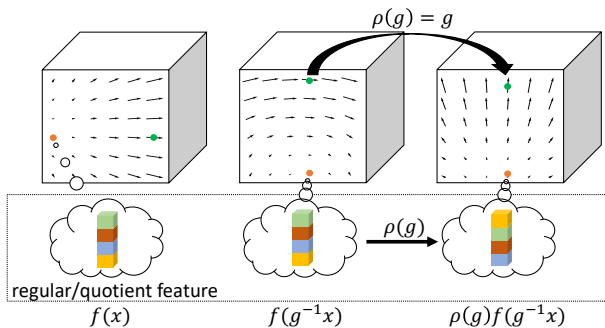 ρ(g) = g
ρ(g)
regular/quotient feature
f(x)
f(g⁻¹x)
ρ(g)f(g⁻¹x)